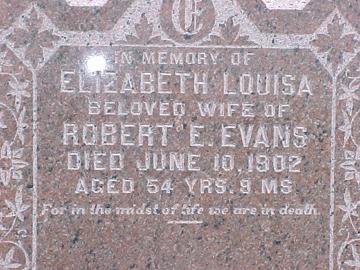 IN MEMORY OF
ELIZABETH LOUISA
BELOVED WIFE OF
ROBERT E. EVANS
DIED JUNE 10, 1902
AGED 54 YRS. 9 MS
For in the midst of life we are in death.